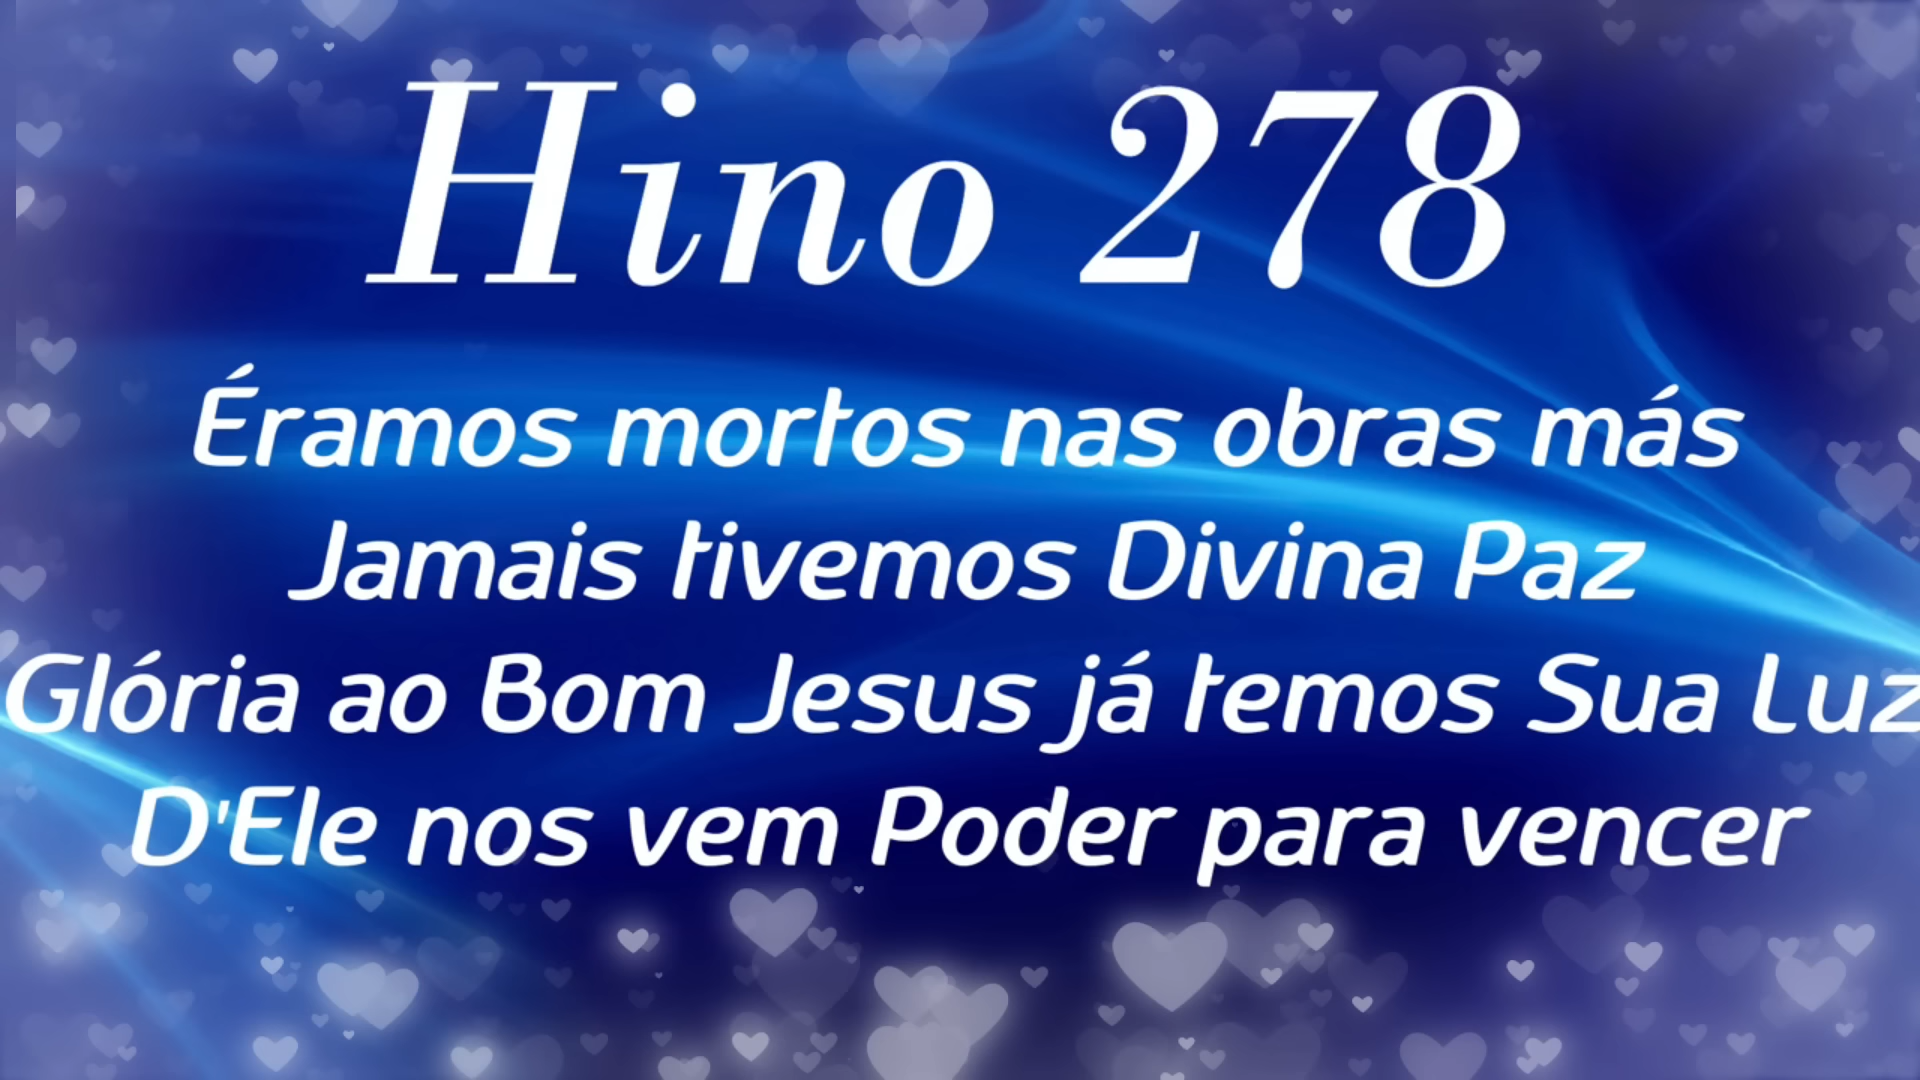 Hino 278
Éramos mortos nas obras más
Jamais tivemos Divina Paz
Glória ao Bom Jesus já temos Sua Luz
D'Ele nos vem Poder para vencer